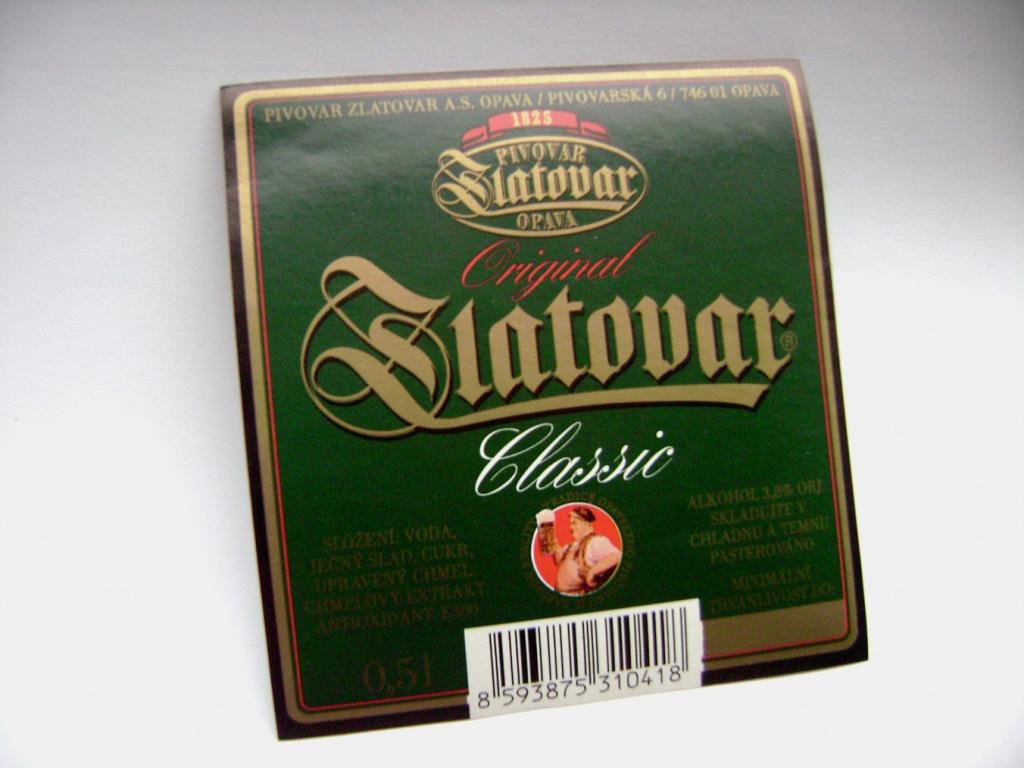 PIVOVAR ZLATOVAR A.S. OPAVA / PIVOVARSKÁ 6 / 746 01 OPAVA
1825
PIVOVAR
Zlatovar
OPAVA
Original
Zlatovar®
Classic
SLOŽENÍ: VODA,
JEČNÝ SLAD, CUKR,
UPRAVENÝ CHMEL,
CHMELOVÝ EXTRAKT
ANTIOXIDANT E300
0,5l
ALKOHOL 3,8% OBJ.
SKLADUJTE V
CHLADNU A TEMNU
PASTEROVÁNO
MINIMÁLNÍ
TRVANLIVOST DO:
8 593875 310418